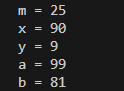 m = 25
x = 90
y = 9
a = 99
b = 81